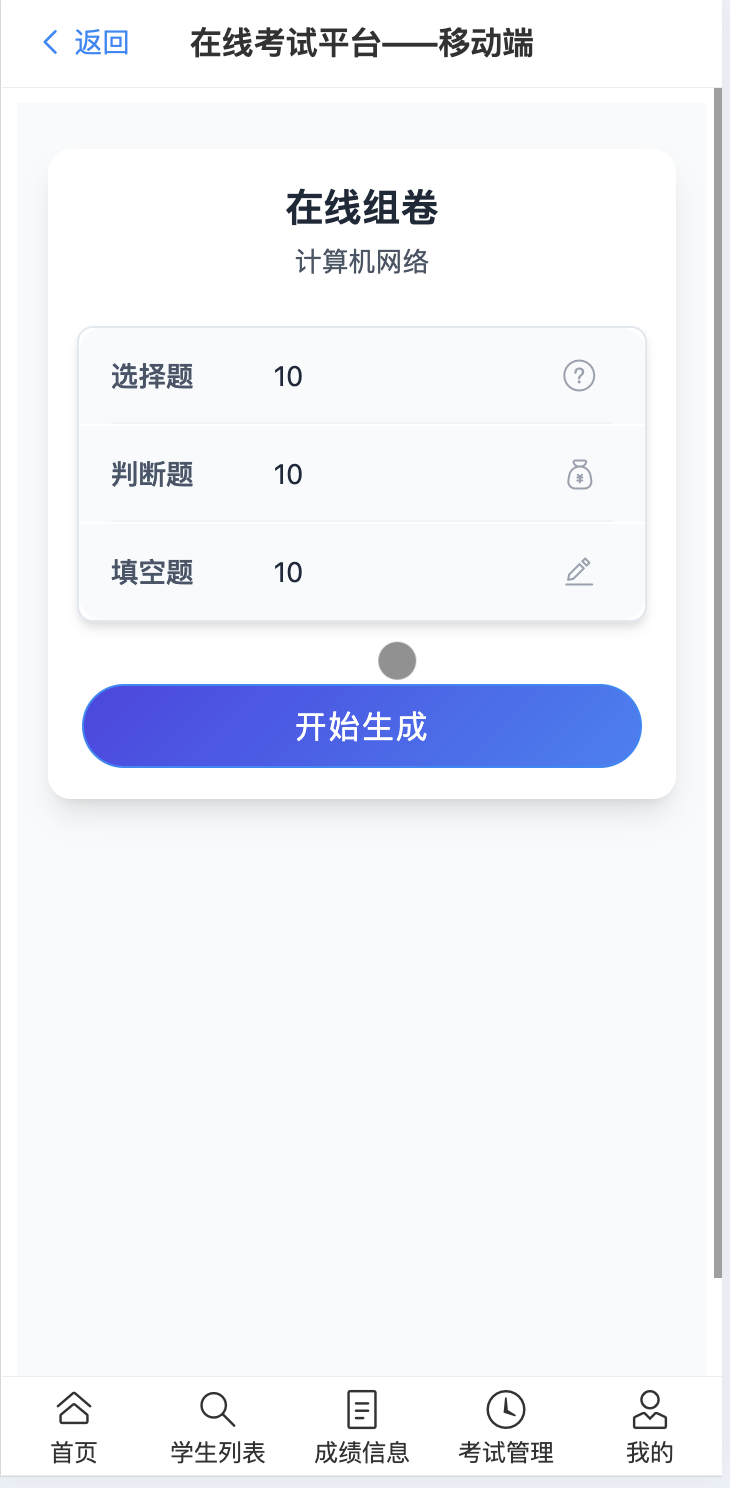 返回 在线考试平台——移动端
在线组卷
计算机网络
选择题 10
判断题 10
填空题 10
开始生成
首页 学生列表 成绩信息 考试管理 我的